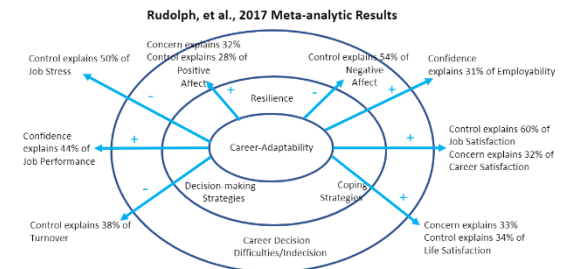 Rudolph, et al., 2017 Meta-analytic Results
Control explains 50% of
Job Stress
Concern explains 32%
Control explains 28% of
Positive
Affect
Control explains 54% of
Negative
Affect
Confidence
explains 31% of Employability
-
+
-
+
Resilience
Confidence
explains 44% of
Job Performance
+
Career-Adaptability
+
Control explains 60% of
Job Satisfaction
Concern explains 32% of
Career Satisfaction
-
Decision-making
Strategies
Coping
Strategies
+
Control explains 38% of
Turnover
Career Decision
Difficulties/Indecision
Concern explains 33%
Control explains 34% of
Life Satisfaction